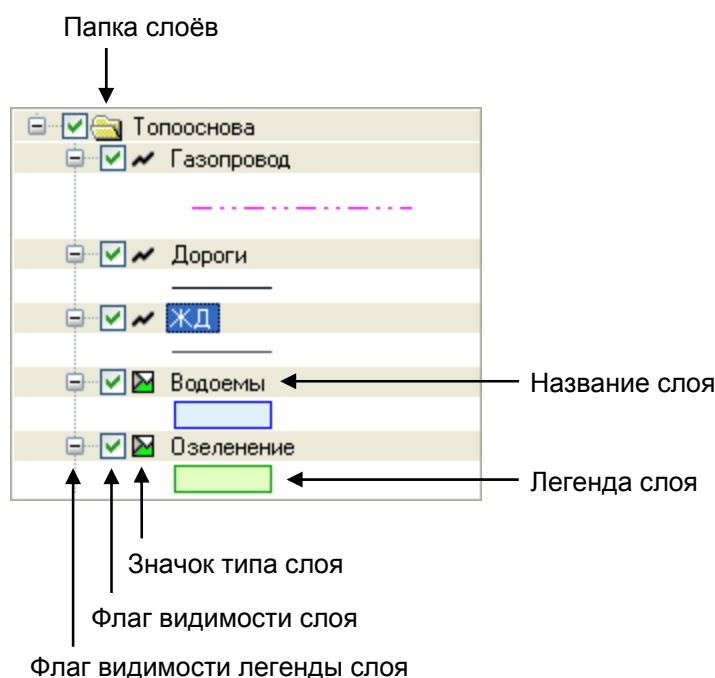 Папка слоёв
Топооснова
Газопровод
Дороги
ЖД
Водоемы
Название слоя
Озеленение
Легенда слоя
Значок типа слоя
Флаг видимости слоя
Флаг видимости легенды слоя